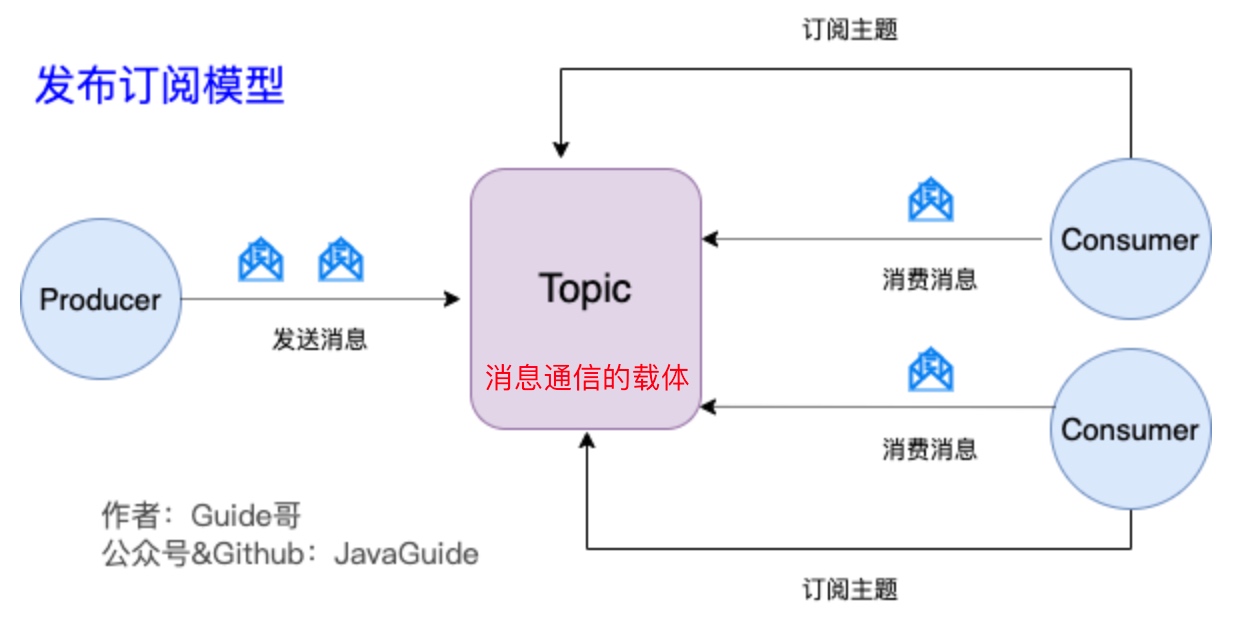 订阅主题
发布订阅模型
Producer
发送消息
Topic
消息通信的载体
消费消息
Consumer
消费消息
Consumer
作者：Guide哥
公众号&Github：JavaGuide
订阅主题